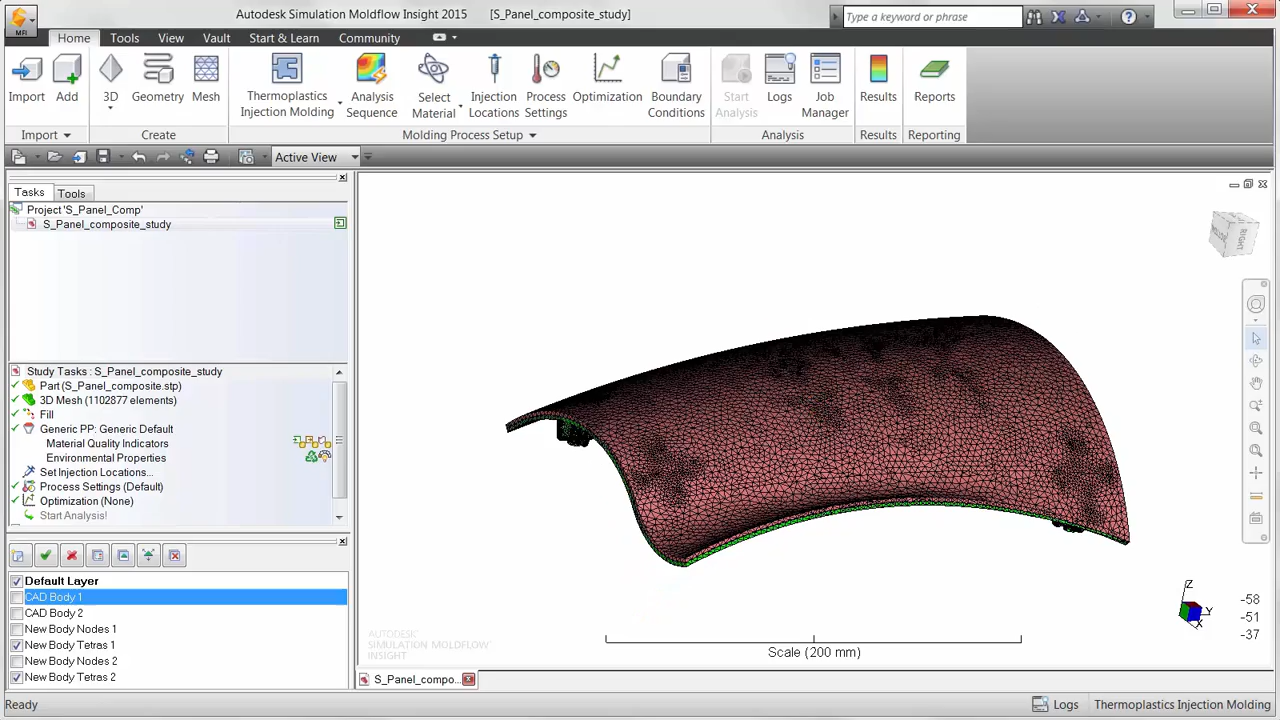 Autodesk Simulation Moldflow Insight 2015 [S_Panel_composite_study]
Type a keyword or phrase
MFI
Home Tools View Vault Start & Learn Community
Import Add 3D Geometry Mesh Thermoplastics Injection Molding Analysis Sequence Select Material Injection Locations Process Settings Optimization Boundary Conditions Start Analysis Logs Job Manager Results Reports
Import Create Molding Process Setup Analysis Results Reporting
Active View
Tasks Tools
Project 'S_Panel_Comp'
S_Panel_composite_study
RIGHT
Study Tasks : S_Panel_composite_study
Part (S_Panel_composite.stp)
3D Mesh (1102877 elements)
Fill
Generic PP: Generic Default
Material Quality Indicators
Environmental Properties
Set Injection Locations...
Process Settings (Default)
Optimization (None)
Start Analysis!
Default Layer
CAD Body 1
CAD Body 2
New Body Nodes 1
New Body Tetras 1
New Body Nodes 2
New Body Tetras 2
AUTODESK
SIMULATION MOLDFLOW
INSIGHT
Scale (200 mm)
Z
Y
X
-58
-51
-37
S_Panel_compo...
Ready Logs Thermoplastics Injection Molding